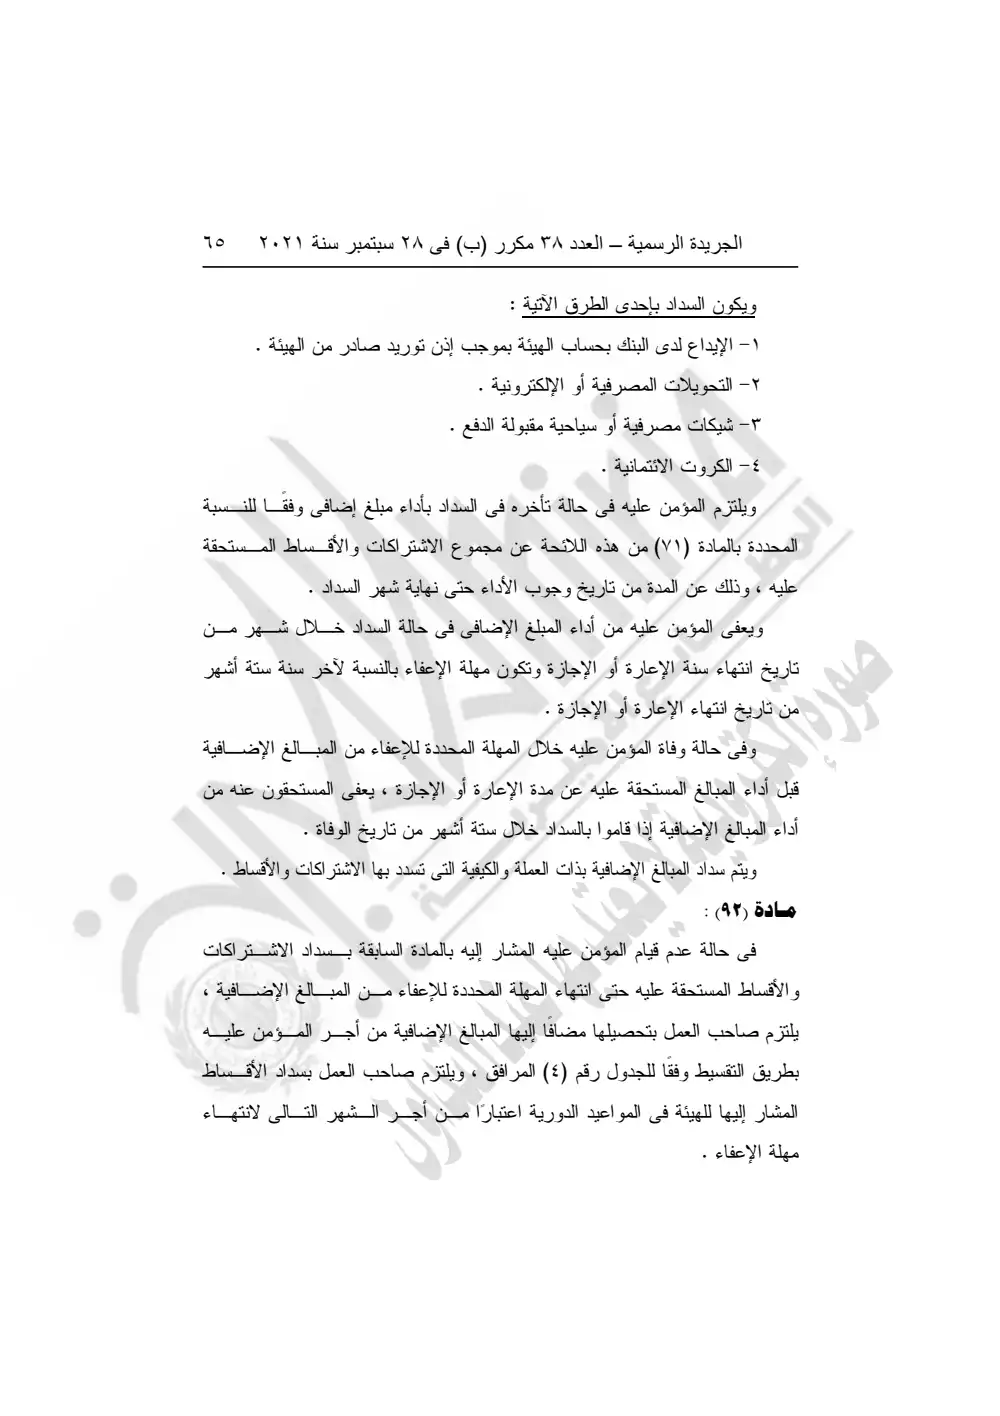 الجريدة الرسمية – العدد ٣٨ مكرر (ب) فى ٢٨ سبتمبر سنة ٢٠٢١ ٦٥
ويكون السداد بإحدى الطرق الآتية :
١- الإيداع لدى البنك بحساب الهيئة بموجب إذن توريد صادر من الهيئة .
٢- التحويلات المصرفية أو الإلكترونية .
٣- شيكات مصرفية أو سياحية مقبولة الدفع .
٤- الكروت الائتمانية .
ويلتزم المؤمن عليه فى حالة تأخره فى السداد بأداء مبلغ إضافى وفقًا للنسبة
المحددة بالمادة (٧١) من هذه اللائحة عن مجموع الاشتراكات والأقساط المستحقة
عليه ، وذلك عن المدة من تاريخ وجوب الأداء حتى نهاية شهر السداد .
ويعفى المؤمن عليه من أداء المبلغ الإضافى فى حالة السداد خلال شهر من
تاريخ انتهاء سنة الإعارة أو الإجازة وتكون مهلة الإعفاء بالنسبة لآخر سنة ستة أشهر
من تاريخ انتهاء الإعارة أو الإجازة .
وفى حالة وفاة المؤمن عليه خلال المهلة المحددة للإعفاء من المبالغ الإضافية
قبل أداء المبالغ المستحقة عليه عن مدة الإعارة أو الإجازة ، يعفى المستحقون عنه من
أداء المبالغ الإضافية إذا قاموا بالسداد خلال ستة أشهر من تاريخ الوفاة .
ويتم سداد المبالغ الإضافية بذات العملة والكيفية التى تسدد بها الاشتراكات والأقساط .
مادة (٩٢) :
فى حالة عدم قيام المؤمن عليه المشار إليه بالمادة السابقة بسداد الاشتراكات
والأقساط المستحقة عليه حتى انتهاء المهلة المحددة للإعفاء من المبالغ الإضافية ،
يلتزم صاحب العمل بتحصيلها مضافًا إليها المبالغ الإضافية من أجر المؤمن عليه
بطريق التقسيط وفقًا للجدول رقم (٤) المرافق ، ويلتزم صاحب العمل بسداد الأقساط
المشار إليها للهيئة فى المواعيد الدورية اعتبارًا من أجر الشهر التالى لانتهاء
مهلة الإعفاء .
صورة إلكترونية لا يعتد بها عند التداول